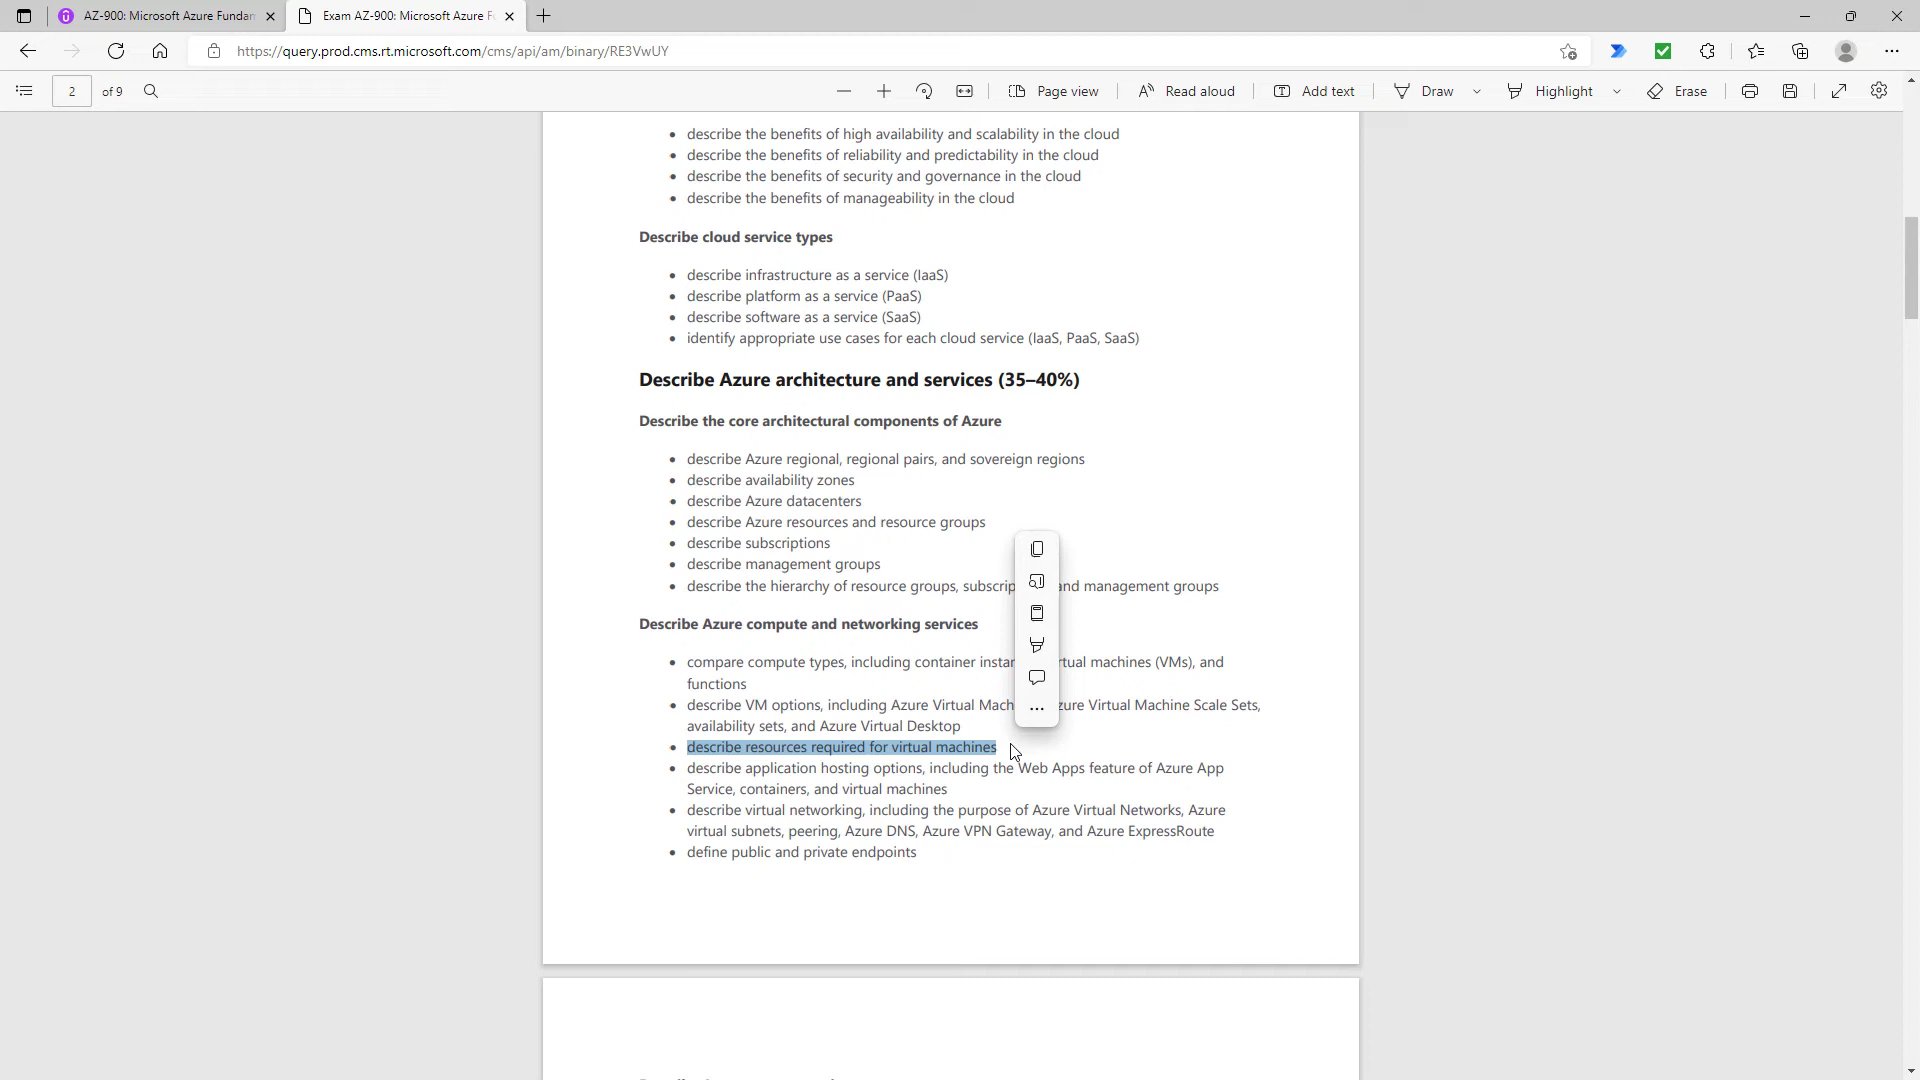 AZ-900: Microsoft Azure Fundam
Exam AZ-900: Microsoft Azure F
https://query.prod.cms.rt.microsoft.com/cms/api/am/binary/RE3VwUY
2 of 9
Page view
Read aloud
Add text
Draw
Highlight
Erase
• describe the benefits of high availability and scalability in the cloud
• describe the benefits of reliability and predictability in the cloud
• describe the benefits of security and governance in the cloud
• describe the benefits of manageability in the cloud
Describe cloud service types
• describe infrastructure as a service (IaaS)
• describe platform as a service (PaaS)
• describe software as a service (SaaS)
• identify appropriate use cases for each cloud service (IaaS, PaaS, SaaS)
Describe Azure architecture and services (35–40%)
Describe the core architectural components of Azure
• describe Azure regional, regional pairs, and sovereign regions
• describe availability zones
• describe Azure datacenters
• describe Azure resources and resource groups
• describe subscriptions
• describe management groups
• describe the hierarchy of resource groups, subscrip and management groups
Describe Azure compute and networking services
• compare compute types, including container instan tual machines (VMs), and
functions
• describe VM options, including Azure Virtual Mach zure Virtual Machine Scale Sets,
availability sets, and Azure Virtual Desktop
• describe resources required for virtual machines
• describe application hosting options, including the Web Apps feature of Azure App
Service, containers, and virtual machines
• describe virtual networking, including the purpose of Azure Virtual Networks, Azure
virtual subnets, peering, Azure DNS, Azure VPN Gateway, and Azure ExpressRoute
• define public and private endpoints